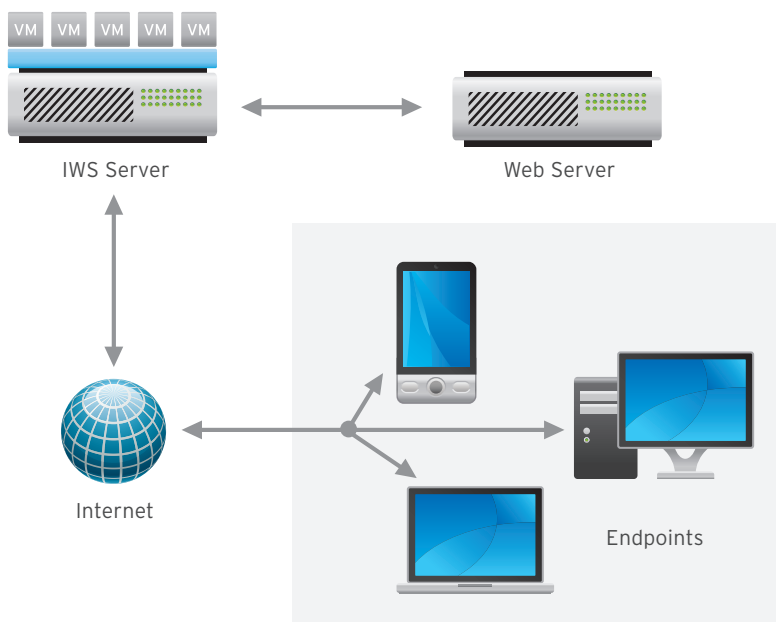 VM VM VM VM VM
IWS Server
Web Server
Internet
Endpoints